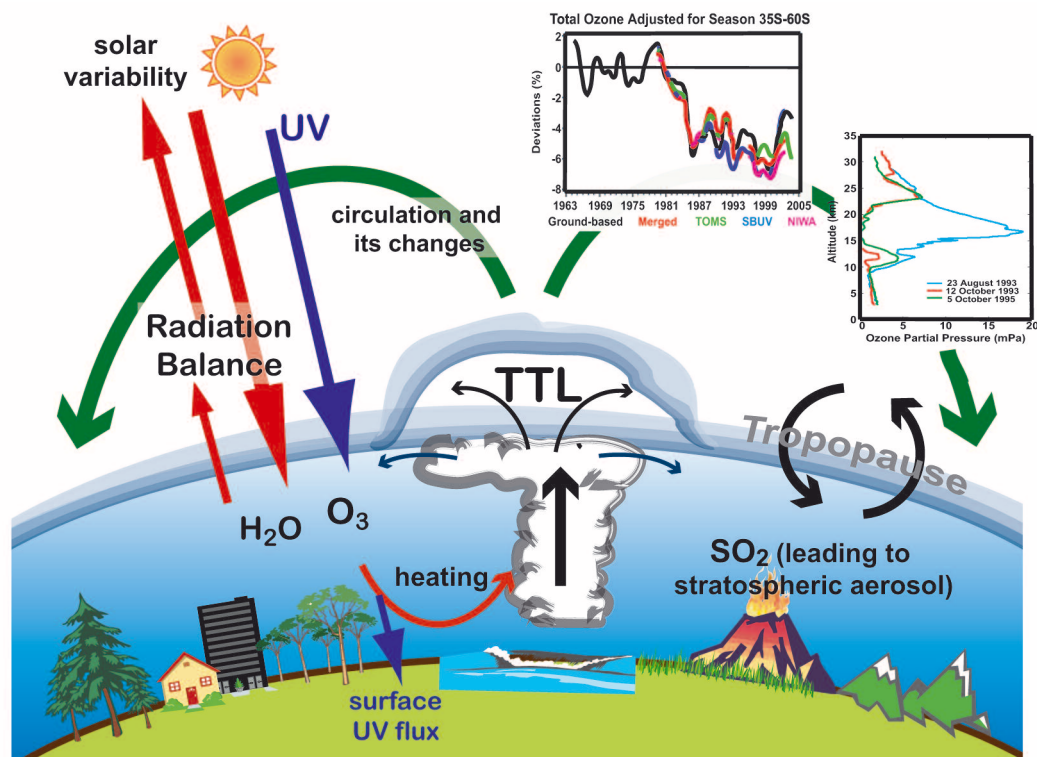 solar
variability
UV
circulation and
its changes
Radiation
Balance
Total Ozone Adjusted for Season 35S-60S
Deviations (%)
2
0
-2
-4
-6
-8
1963 1969 1975 1981 1987 1993 1999 2005
Ground-based Merged TOMS SBUV NIWA
Altitude (km)
35
30
25
20
15
10
5
0
23 August 1993
12 October 1993
5 October 1995
0 5 10 15 20
Ozone Partial Pressure (mPa)
TTL
Tropopause
H2O
O3
heating
SO2 (leading to
stratospheric aerosol)
surface
UV flux